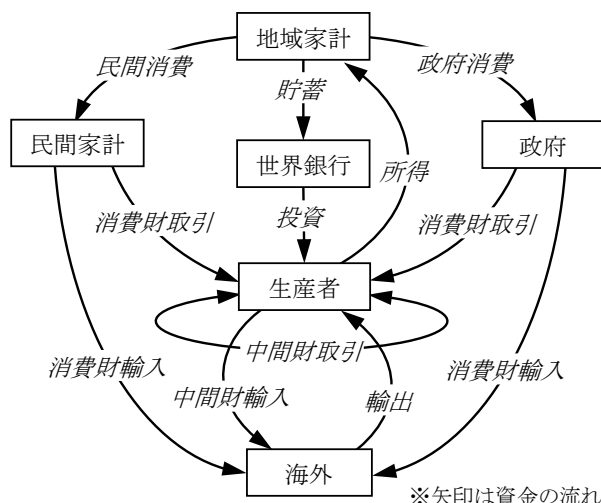 地域家計
民間消費
政府消費
貯蓄
民間家計
世界銀行
政府
所得
消費財取引
投資
消費財取引
生産者
中間財取引
消費財輸入
中間財輸入
輸出
消費財輸入
海外
※矢印は資金の流れ